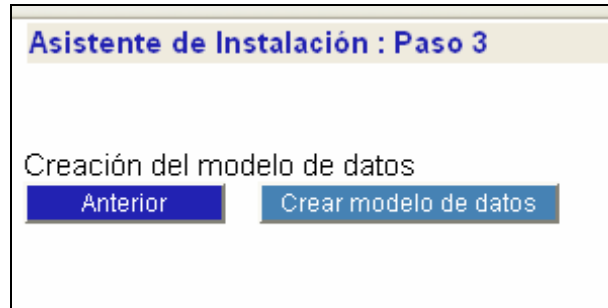 Asistente de Instalación : Paso 3
Creación del modelo de datos
Anterior Crear modelo de datos